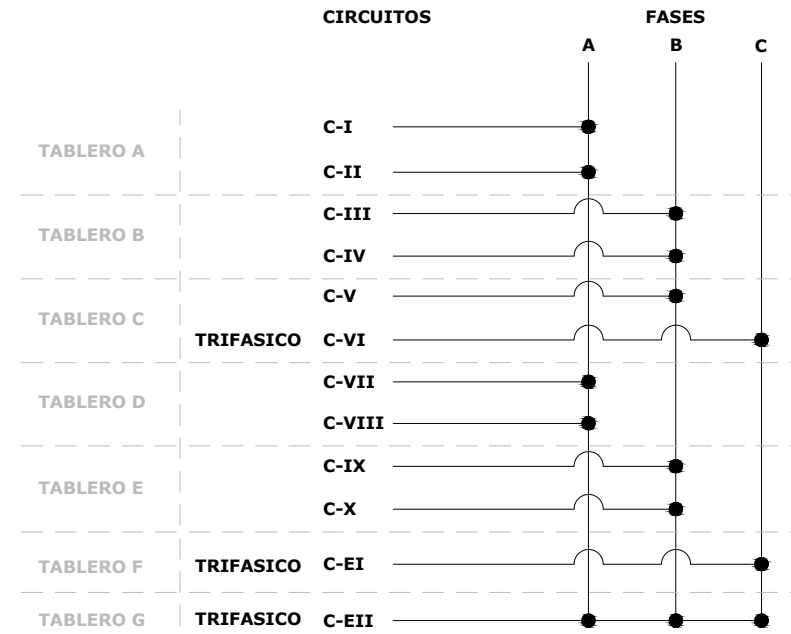 CIRCUITOS FASES
A B C
C-I
TABLERO A
C-II
C-III
TABLERO B
C-IV
C-V
TABLERO C
TRIFASICO C-VI
C-VII
TABLERO D
C-VIII
C-IX
TABLERO E
C-X
TABLERO F TRIFASICO C-EI
TABLERO G TRIFASICO C-EII